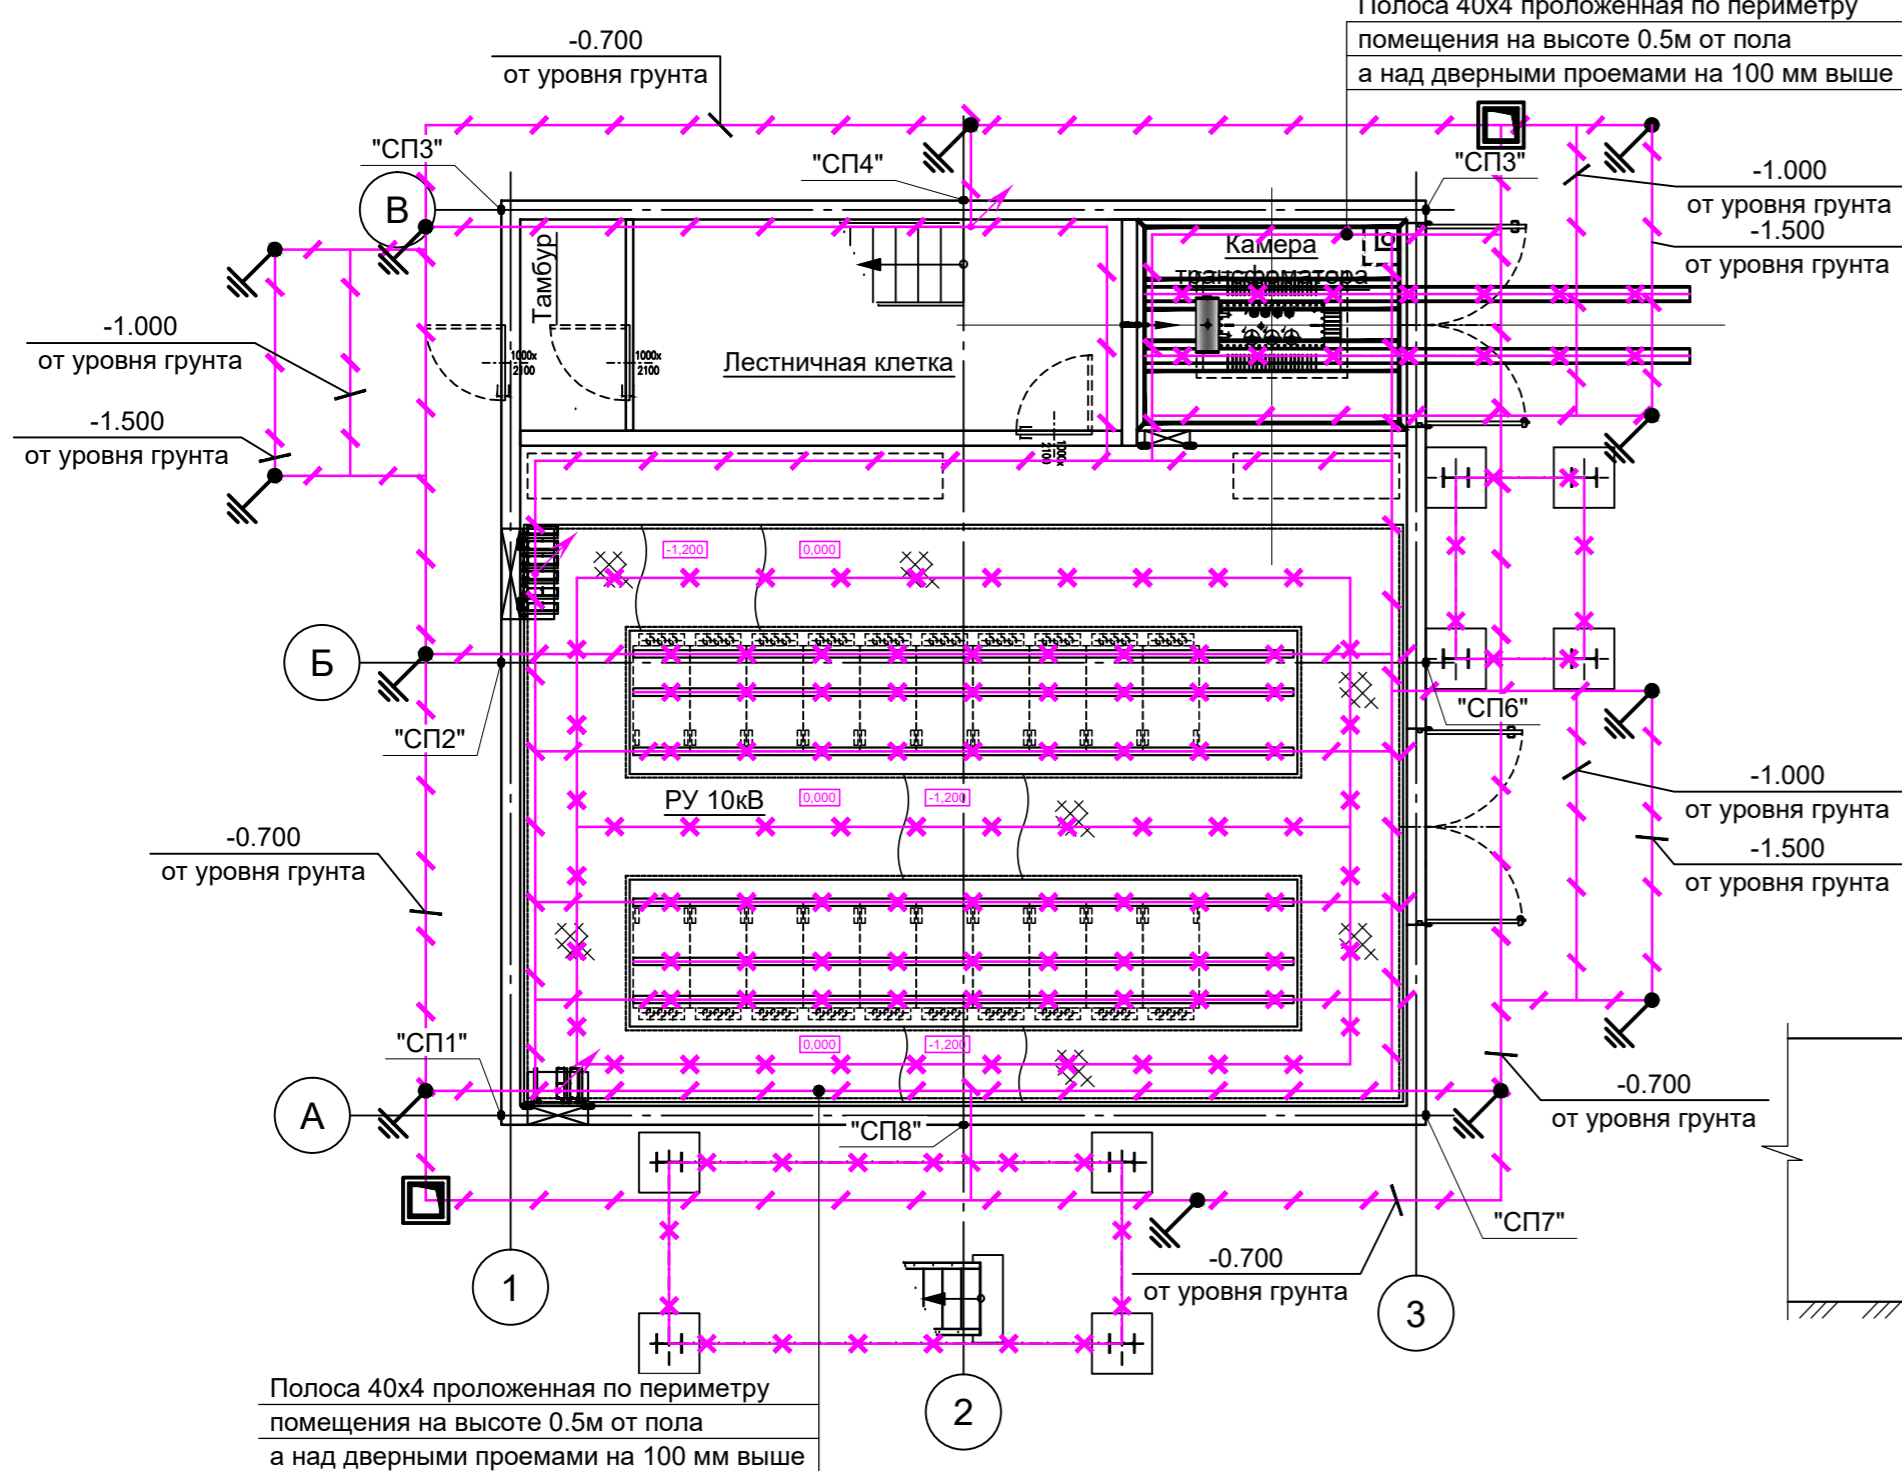 Полоса 40х4 проложенная по периметру
помещения на высоте 0.5м от пола
а над дверными проемами на 100 мм выше
-0.700
от уровня грунта
"СП3"
"СП4"
"СП3"
-1.000
от уровня грунта
-1.500
от уровня грунта
В
Тамбур
Камера
трансфоматора
-1.000
от уровня грунта
1000х
2100
1000х
2100
Лестничная клетка
-1.500
от уровня грунта
1000х
2100
-1,200
0,000
Б
"СП2"
"СП6"
РУ 10кВ
0,000
-1,200
-1.000
от уровня грунта
-0.700
от уровня грунта
-1.500
от уровня грунта
"СП1"
0,000
-1,200
А
"СП8"
-0.700
от уровня грунта
"СП7"
-0.700
от уровня грунта
1
3
2
Полоса 40х4 проложенная по периметру
помещения на высоте 0.5м от пола
а над дверными проемами на 100 мм выше